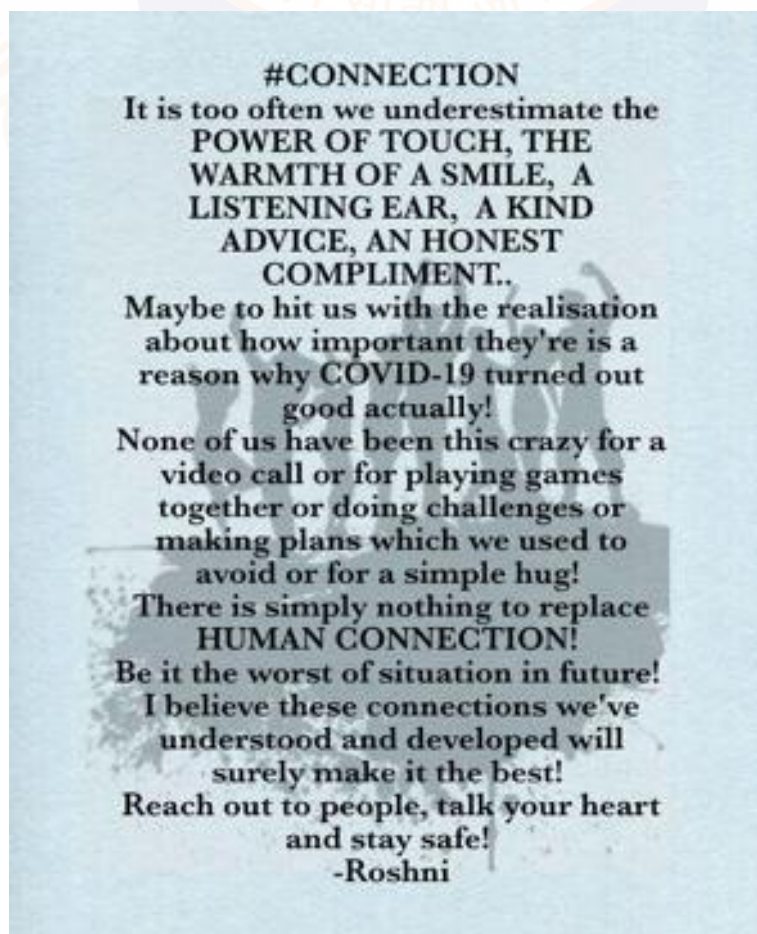 #CONNECTION
It is too often we underestimate the
POWER OF TOUCH, THE
WARMTH OF A SMILE, A
LISTENING EAR, A KIND
ADVICE, AN HONEST
COMPLIMENT..
Maybe to hit us with the realisation
about how important they're is a
reason why COVID-19 turned out
good actually!
None of us have been this crazy for a
video call or for playing games
together or doing challenges or
making plans which we used to
avoid or for a simple hug!
There is simply nothing to replace
HUMAN CONNECTION!
Be it the worst of situation in future!
I believe these connections we've
understood and developed will
surely make it the best!
Reach out to people, talk your heart
and stay safe!
-Roshni